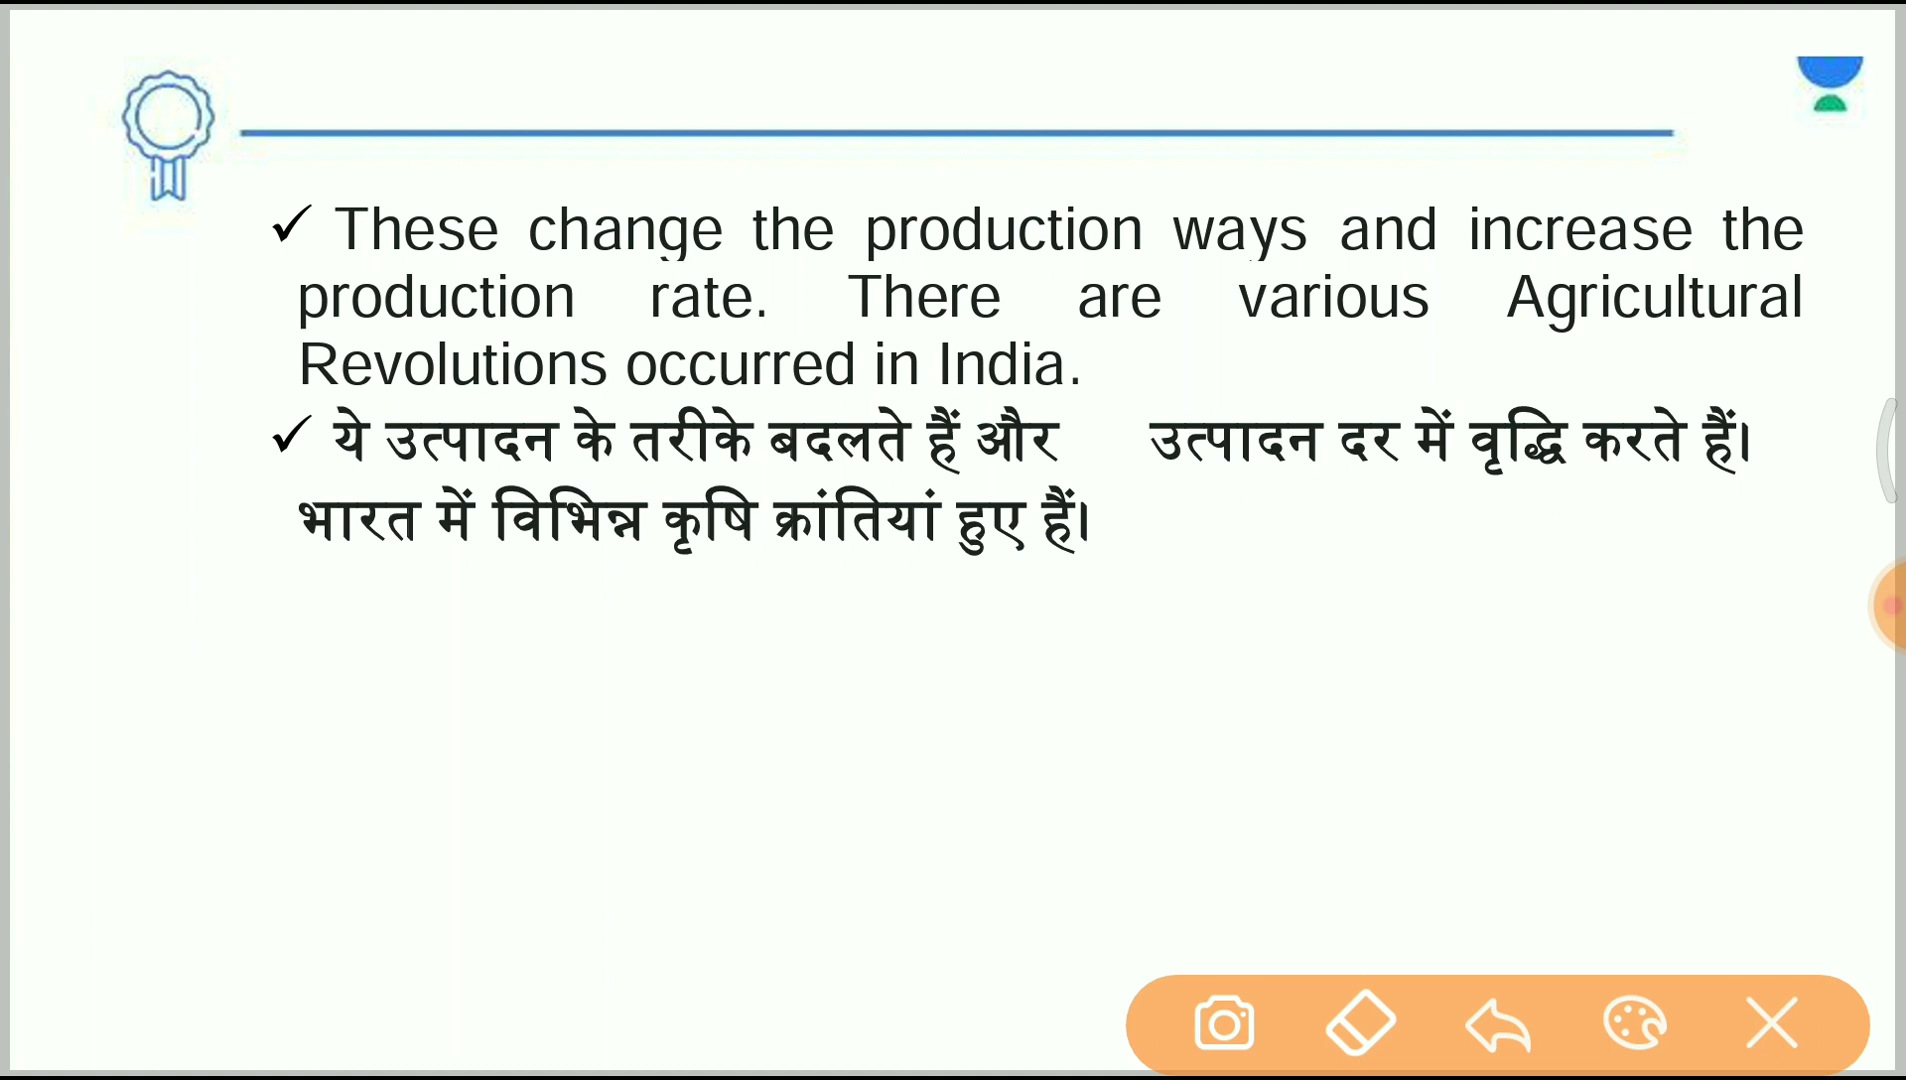 ✓ These change the production ways and increase the
production rate. There are various Agricultural
Revolutions occurred in India.
✓ ये उत्पादन के तरीके बदलते हैं और उत्पादन दर में वृद्धि करते हैं।
भारत में विभिन्न कृषि क्रांतियां हुए हैं।